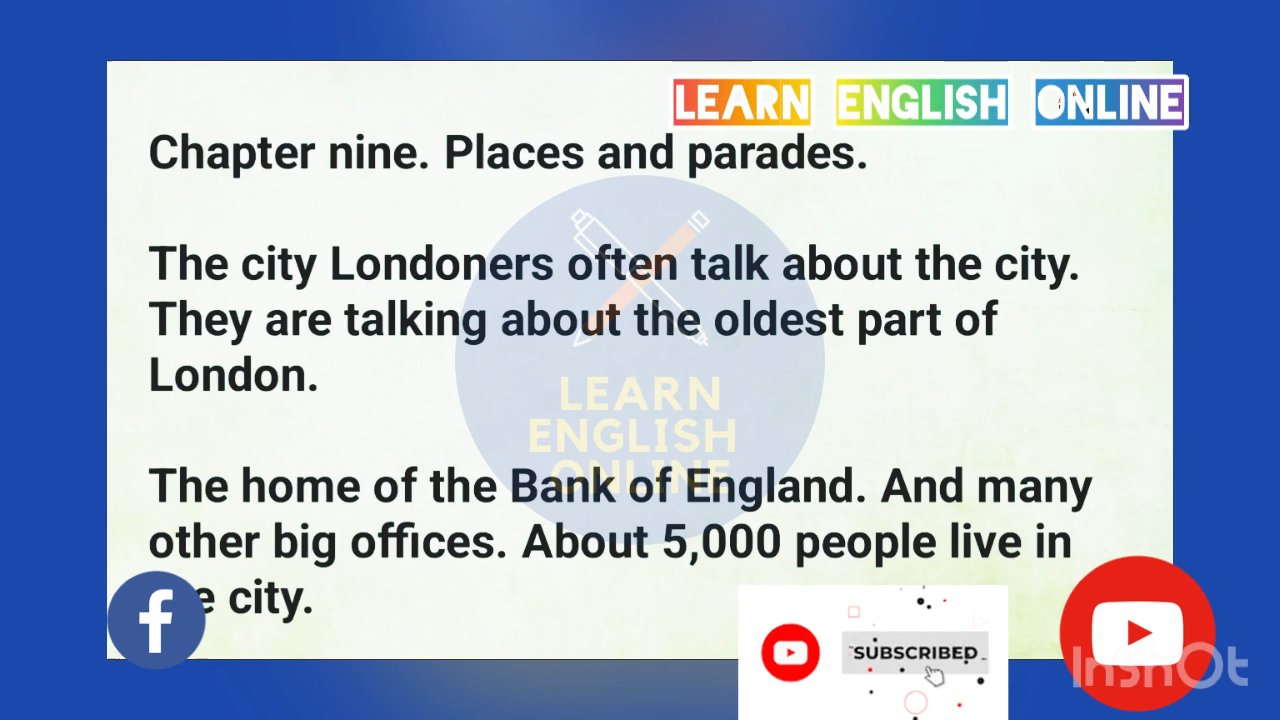 LEARN ENGLISH ONLINE
Chapter nine. Places and parades.
The city Londoners often talk about the city.
They are talking about the oldest part of
London.
LEARN
ENGLISH
ONLINE
The home of the Bank of England. And many
other big offices. About 5,000 people live in
city.
SUBSCRIBED
InShOt